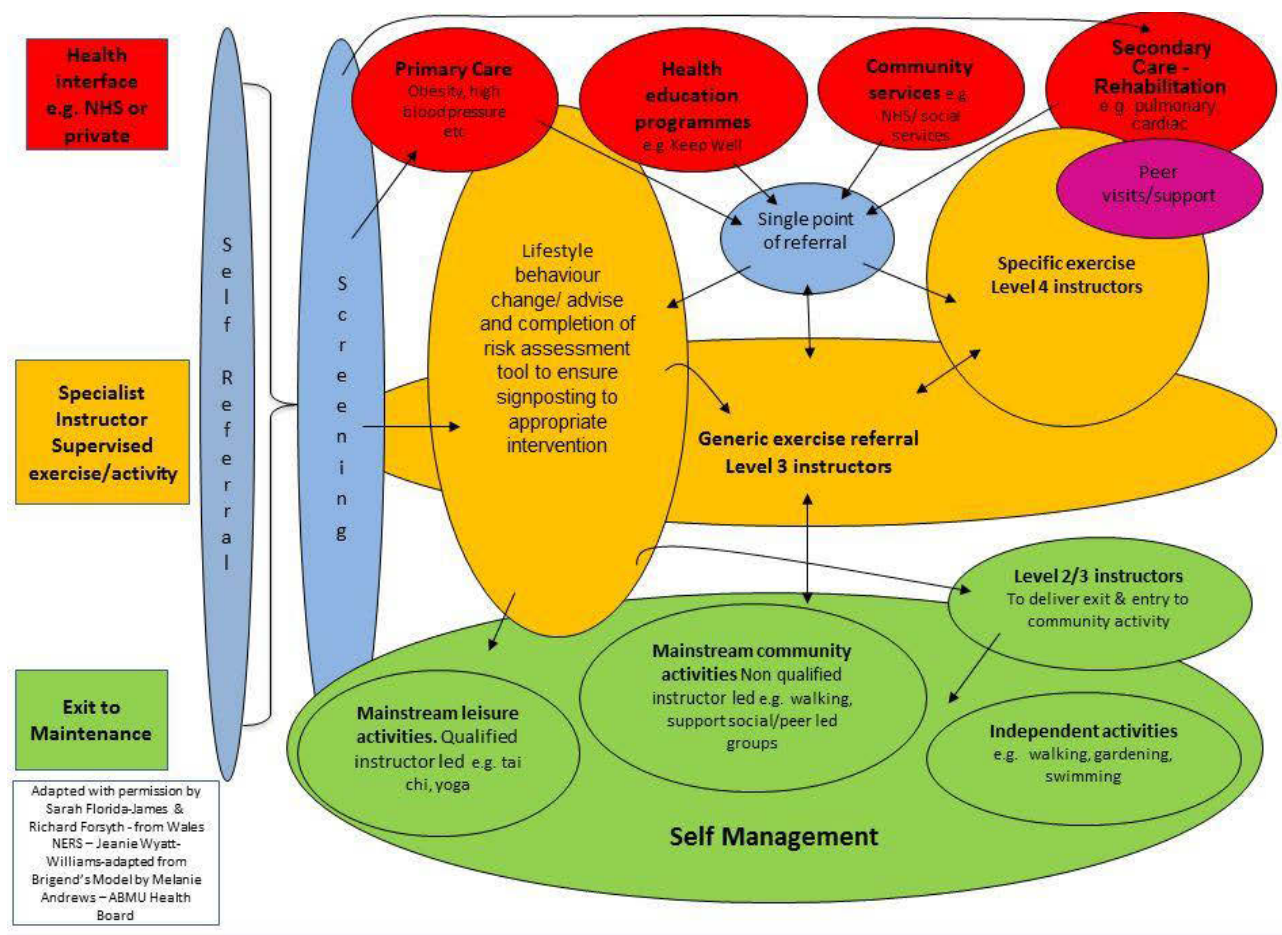 Health
interface
e.g. NHS or
private
Specialist
Instructor
Supervised
exercise/activity
Exit to
Maintenance
Adapted with permission by
Sarah Florida-James &
Richard Forsyth - from Wales
NERS – Jeanie Wyatt-
Williams-adapted from
Brigend's Model by Melanie
Andrews – ABMU Health
Board
Self Referral
Screening
Primary Care
Obesity, high
blood pressure
etc
Health
education
programmes
e.g. Keep Well
Community
services e.g.
NHS/ social
services
Secondary
Care -
Rehabilitation
e.g. pulmonary,
cardiac
Peer
visits/support
Single point
of referral
Specific exercise
Level 4 instructors
Lifestyle
behaviour
change/ advise
and completion of
risk assessment
tool to ensure
signposting to
appropriate
intervention
Generic exercise referral
Level 3 instructors
Level 2/3 instructors
To deliver exit & entry to
community activity
Mainstream community
activities Non qualified
instructor led e.g. walking,
support social/peer led
groups
Mainstream leisure
activities. Qualified
instructor led e.g. tai
chi, yoga
Independent activities
e.g. walking, gardening,
swimming
Self Management